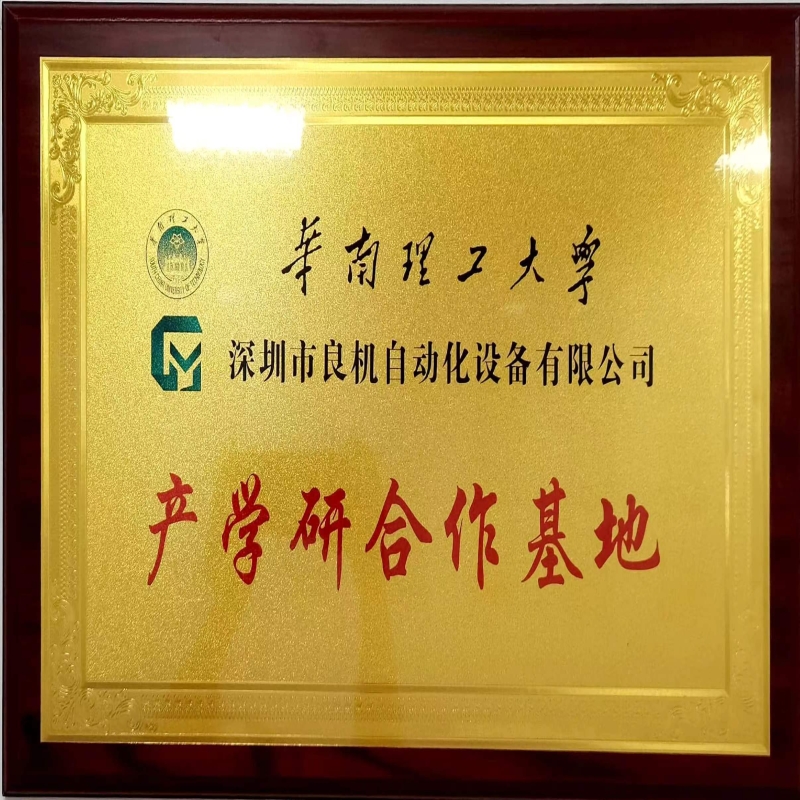 華南理工大學
深圳市良机自动化设备有限公司
产学研合作基地